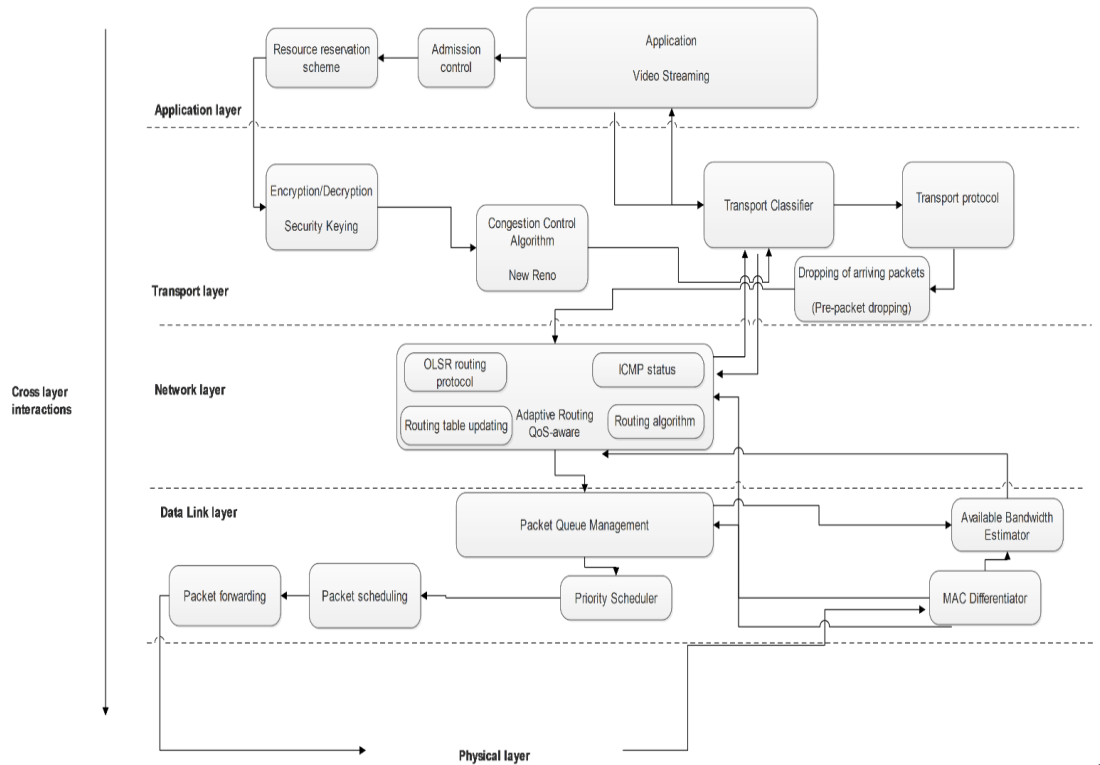 Application
Video Streaming
Admission
control
Resource reservation
scheme
Application layer
Encryption/Decryption
Security Keying
Congestion Control
Algorithm
New Reno
Transport Classifier
Transport protocol
Dropping of arriving packets
(Pre-packet dropping)
Transport layer
Cross layer
interactions
Network layer
OLSR routing
protocol
ICMP status
Routing table updating
Adaptive Routing
QoS-aware
Routing algorithm
Data Link layer
Packet Queue Management
Available Bandwidth
Estimator
Packet forwarding
Packet scheduling
Priority Scheduler
MAC Differentiator
Physical layer